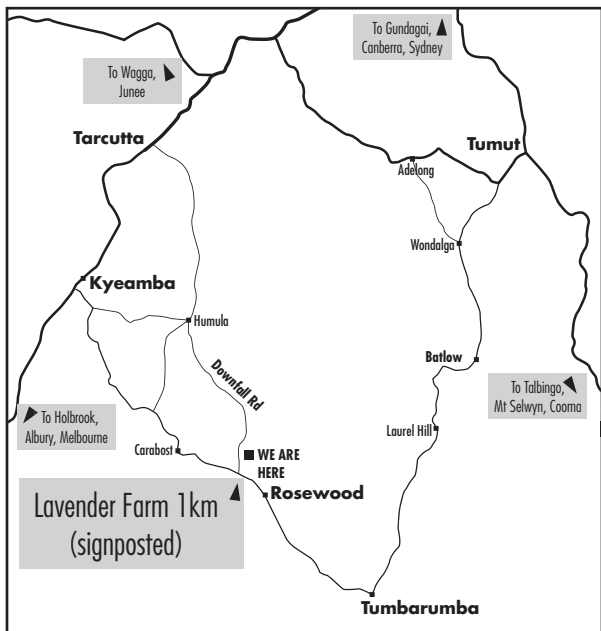 To Gundagai,
Canberra, Sydney
To Wagga,
Junee
Tarcutta
Tumut
Adelong
Wondalga
Kyeamba
Humula
Downfall Rd
Batlow
To Talbingo,
Mt Selwyn, Cooma
To Holbrook,
Albury, Melbourne
Laurel Hill
Carabost
WE ARE
HERE
Lavender Farm 1km
(signposted)
Rosewood
Tumbarumba